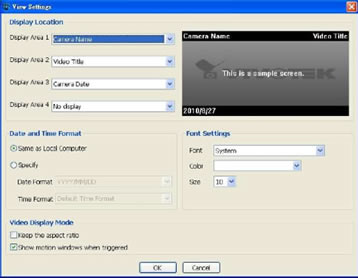 View Settings
Display Location
Display Area 1 Camera Name
Display Area 2 Video Title
Display Area 3 Camera Date
Display Area 4 No display
Camera Name Video Title
This is a sample screen.
2010/8/27
Date and Time Format
Same as Local Computer
Specify
Date Format YYYY/MM/DD
Time Format Default Time Format
Font Settings
Font System
Color
Size 10
Video Display Mode
Keep the aspect ratio
Show motion windows when triggered
OK Cancel